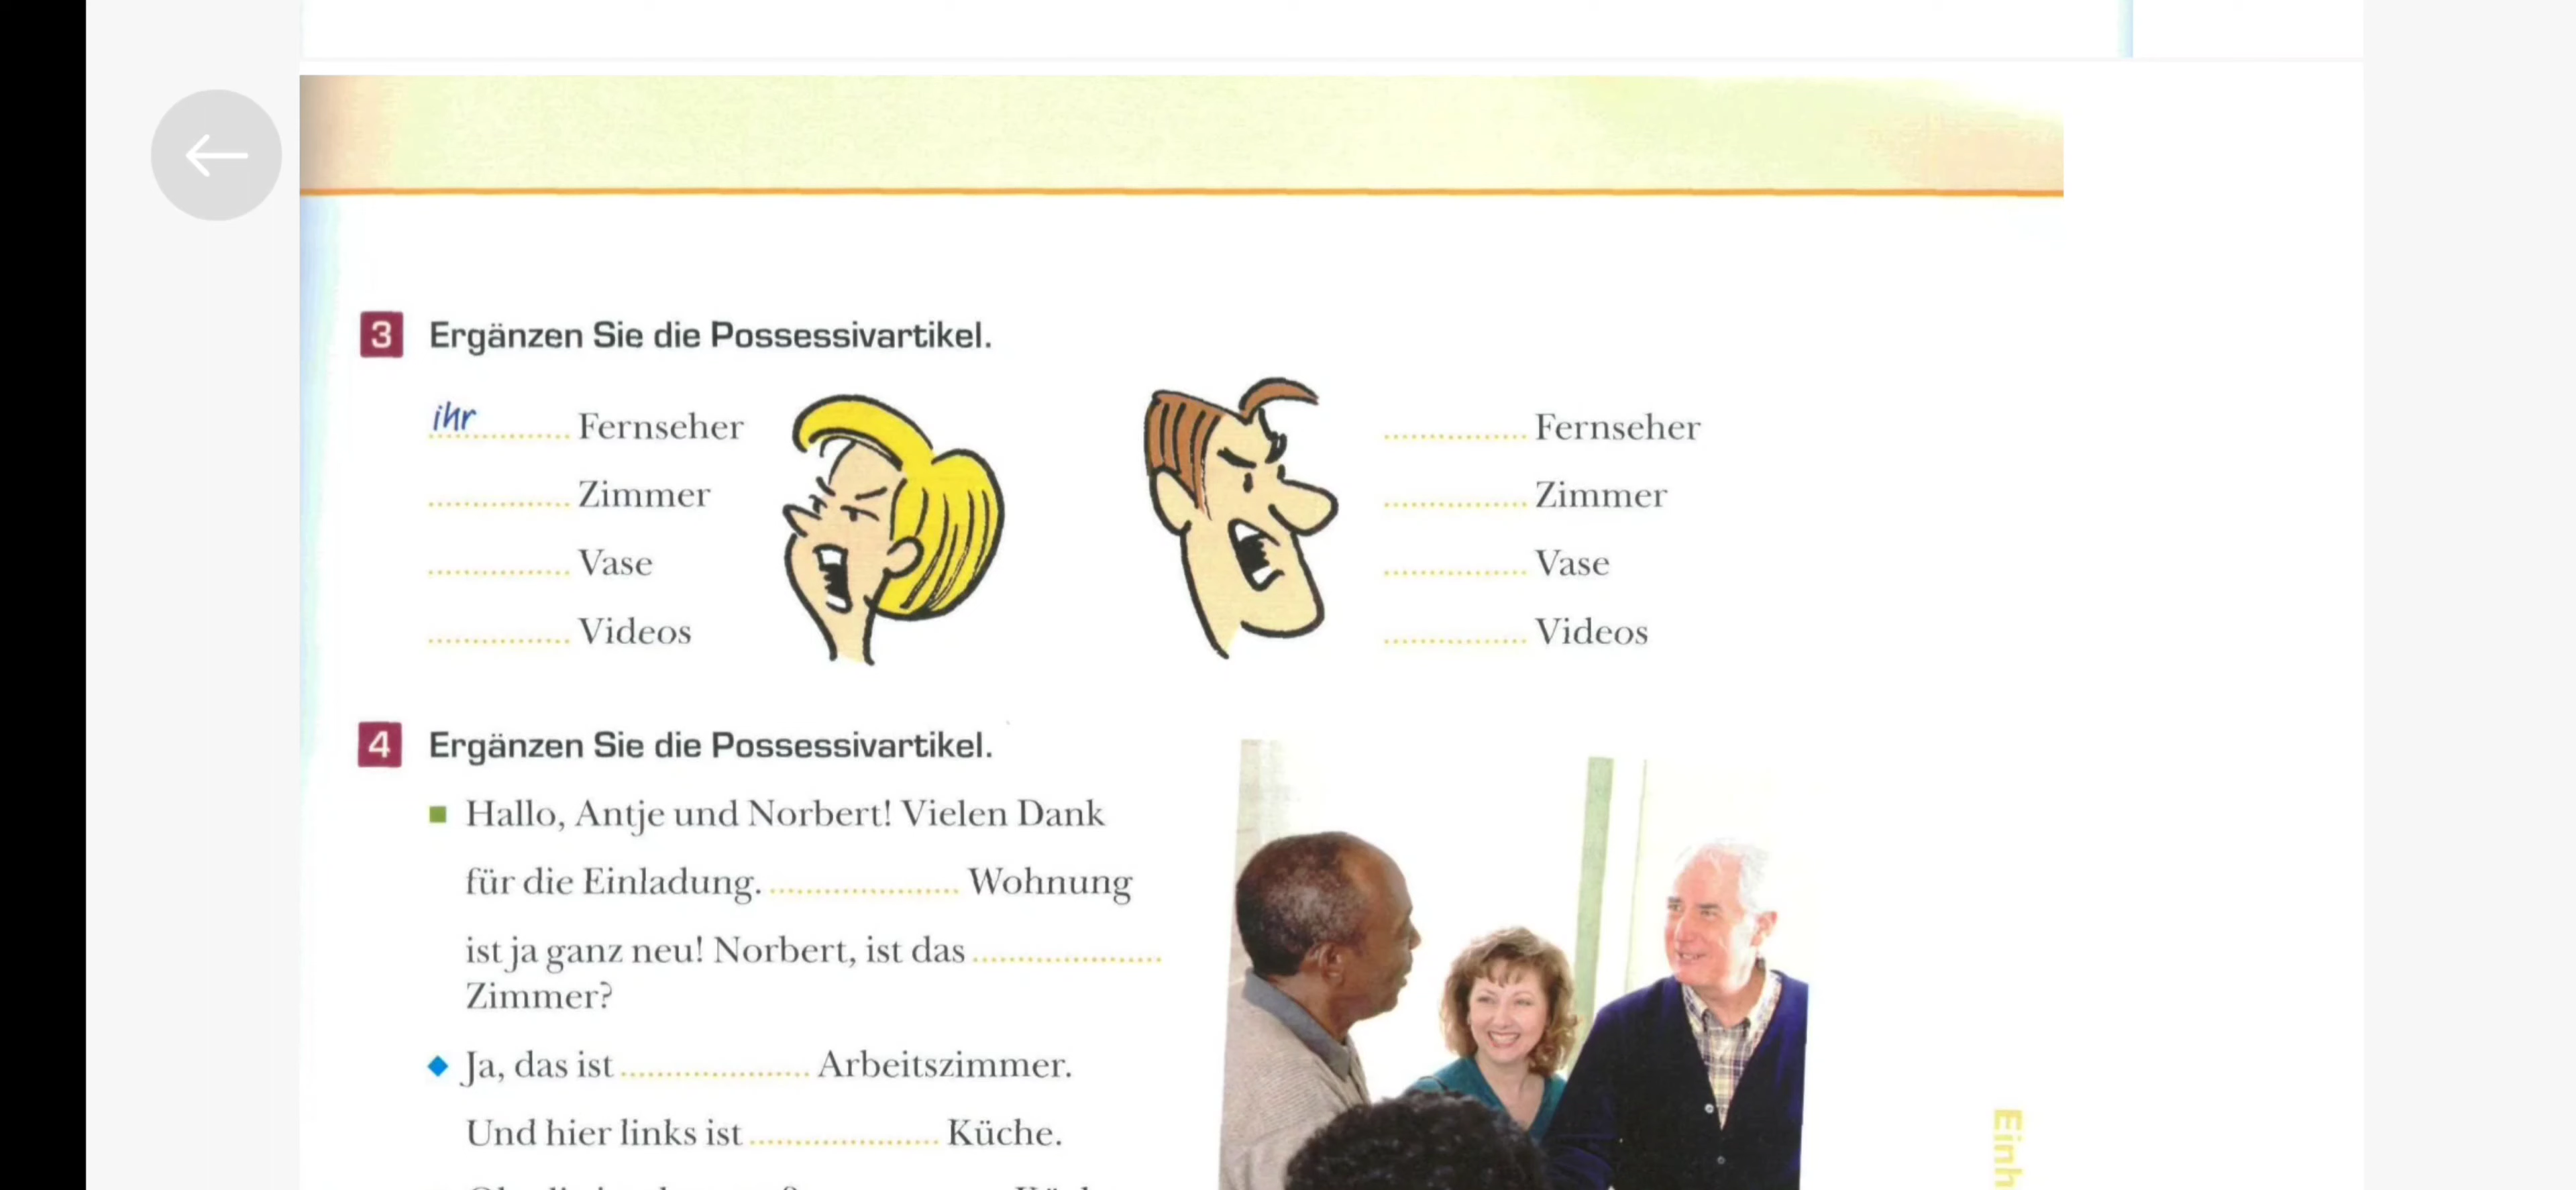 3 Ergänzen Sie die Possessivartikel.
ihr Fernseher
Zimmer
Vase
Videos
Fernseher
Zimmer
Vase
Videos
4 Ergänzen Sie die Possessivartikel.
Hallo, Antje und Norbert! Vielen Dank
für die Einladung. .................... Wohnung
ist ja ganz neu! Norbert, ist das ....................
Zimmer?
Ja, das ist .................... Arbeitszimmer.
Und hier links ist .................... Küche.
Einh